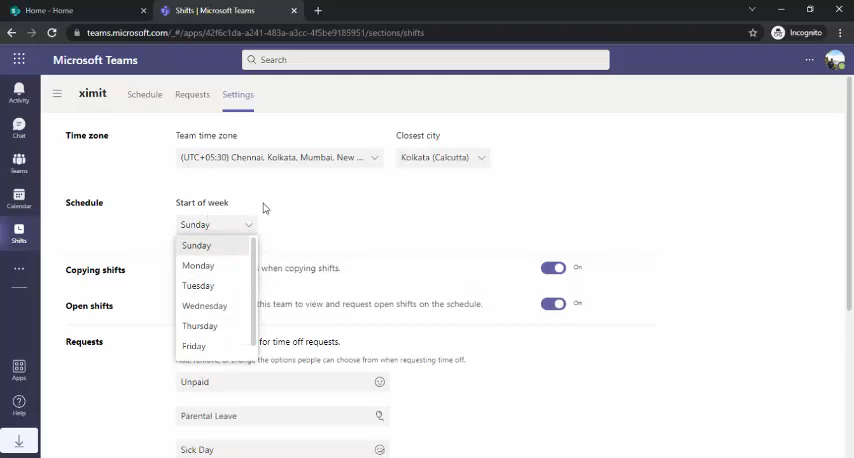 Home - Home
Shifts | Microsoft Teams
teams.microsoft.com/_#/apps/42f6c1da-a241-483a-a3cc-4f5be9185951/sections/shifts
Incognito
Microsoft Teams
Search
Activity
Chat
Teams
Calendar
Shifts
Apps
Help
ximit
Schedule
Requests
Settings
Time zone
Team time zone
Closest city
(UTC+05:30) Chennai, Kolkata, Mumbai, New ...
Kolkata (Calcutta)
Schedule
Start of week
Sunday
Sunday
Monday
Tuesday
Wednesday
Thursday
Friday
Copying shifts
when copying shifts.
On
Open shifts
this team to view and request open shifts on the schedule.
On
Requests
for time off requests.
Add, remove, or change the options people can choose from when requesting time off.
Unpaid
Parental Leave
Sick Day